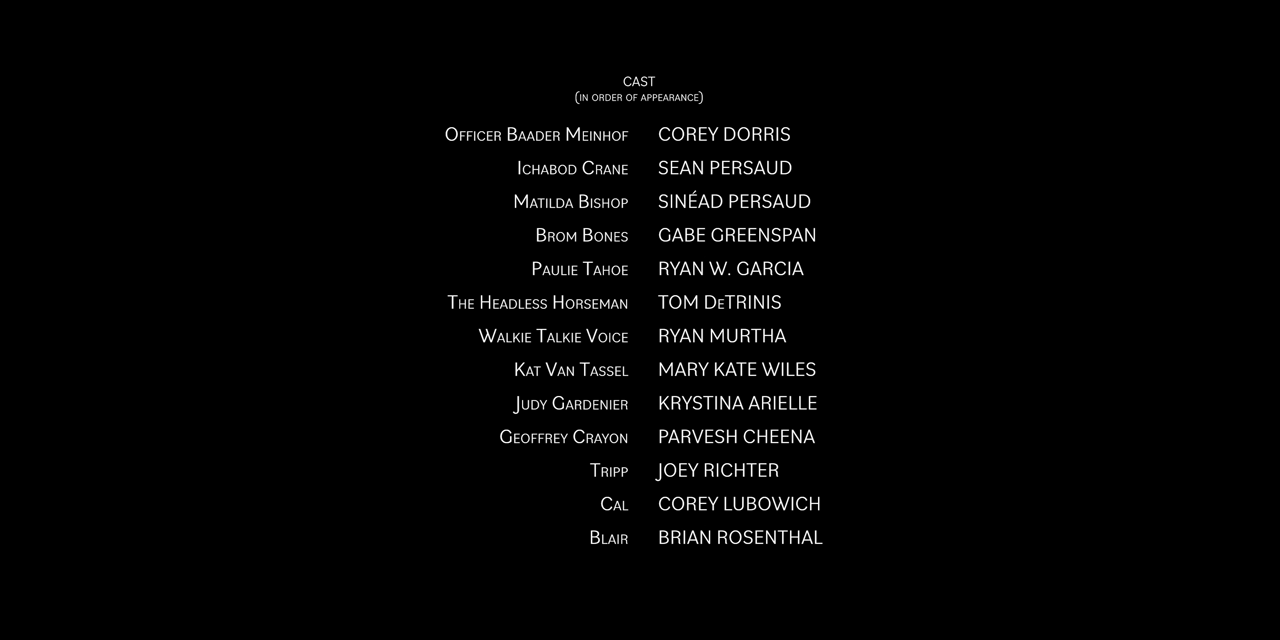 CAST
(IN ORDER OF APPEARANCE)
Officer Baader Meinhof COREY DORRIS
Ichabod Crane SEAN PERSAUD
Matilda Bishop SINÉAD PERSAUD
Brom Bones GABE GREENSPAN
Paulie Tahoe RYAN W. GARCIA
The Headless Horseman TOM DeTRINIS
Walkie Talkie Voice RYAN MURTHA
Kat Van Tassel MARY KATE WILES
Judy Gardenier KRYSTINA ARIELLE
Geoffrey Crayon PARVESH CHEENA
Tripp JOEY RICHTER
Cal COREY LUBOWICH
Blair BRIAN ROSENTHAL